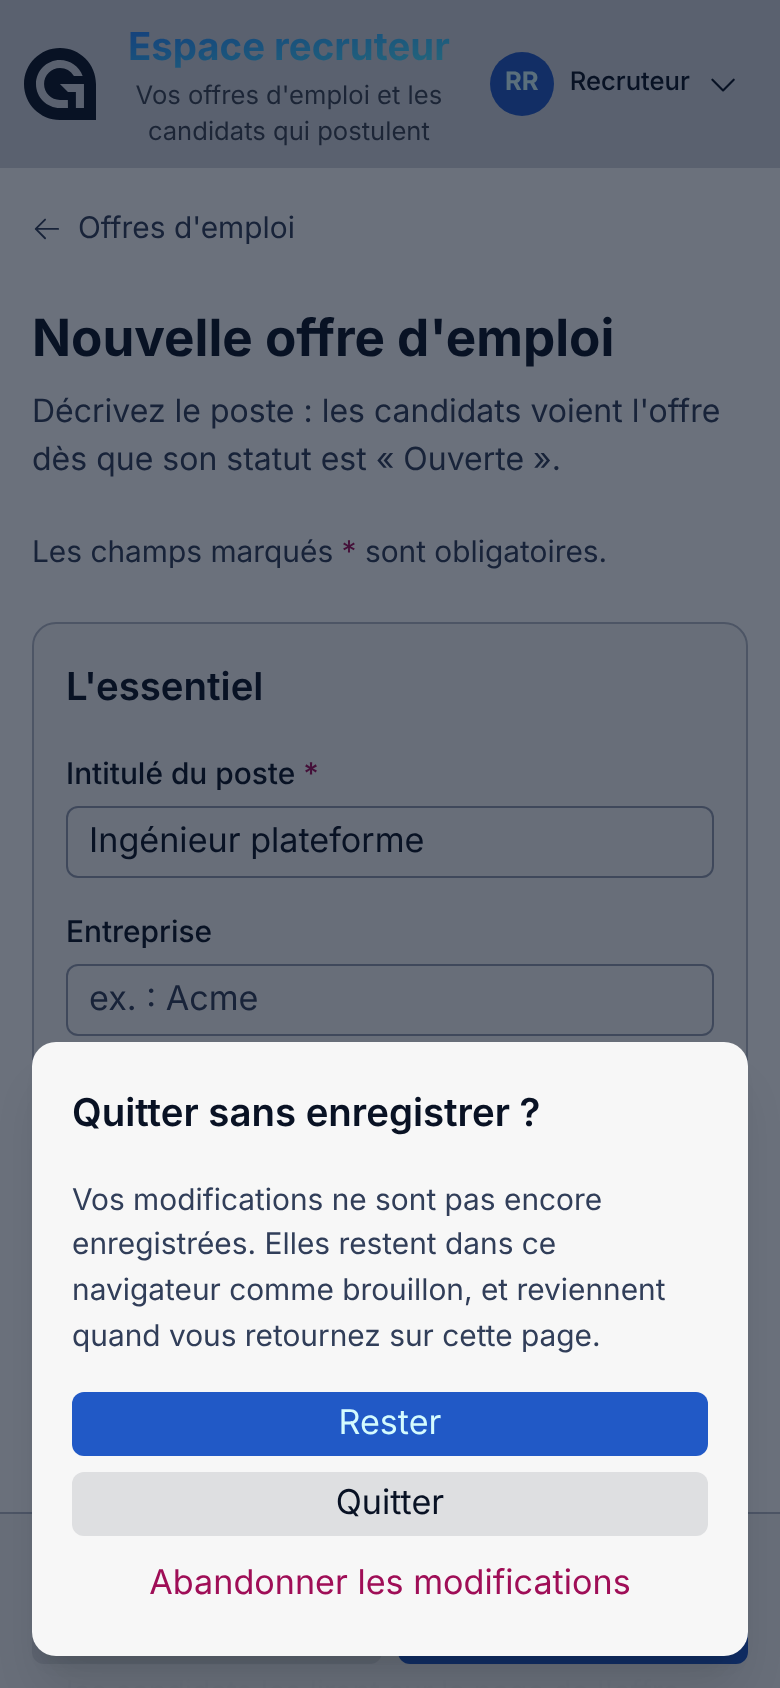 Espace recruteur
Vos offres d'emploi et les
candidats qui postulent
RR
Recruteur
Offres d'emploi
Nouvelle offre d'emploi
Décrivez le poste : les candidats voient l'offre
dès que son statut est « Ouverte ».
Les champs marqués * sont obligatoires.
L'essentiel
Intitulé du poste *
Ingénieur plateforme
Entreprise
ex. : Acme
Quitter sans enregistrer ?
Vos modifications ne sont pas encore
enregistrées. Elles restent dans ce
navigateur comme brouillon, et reviennent
quand vous retournez sur cette page.
Rester
Quitter
Abandonner les modifications